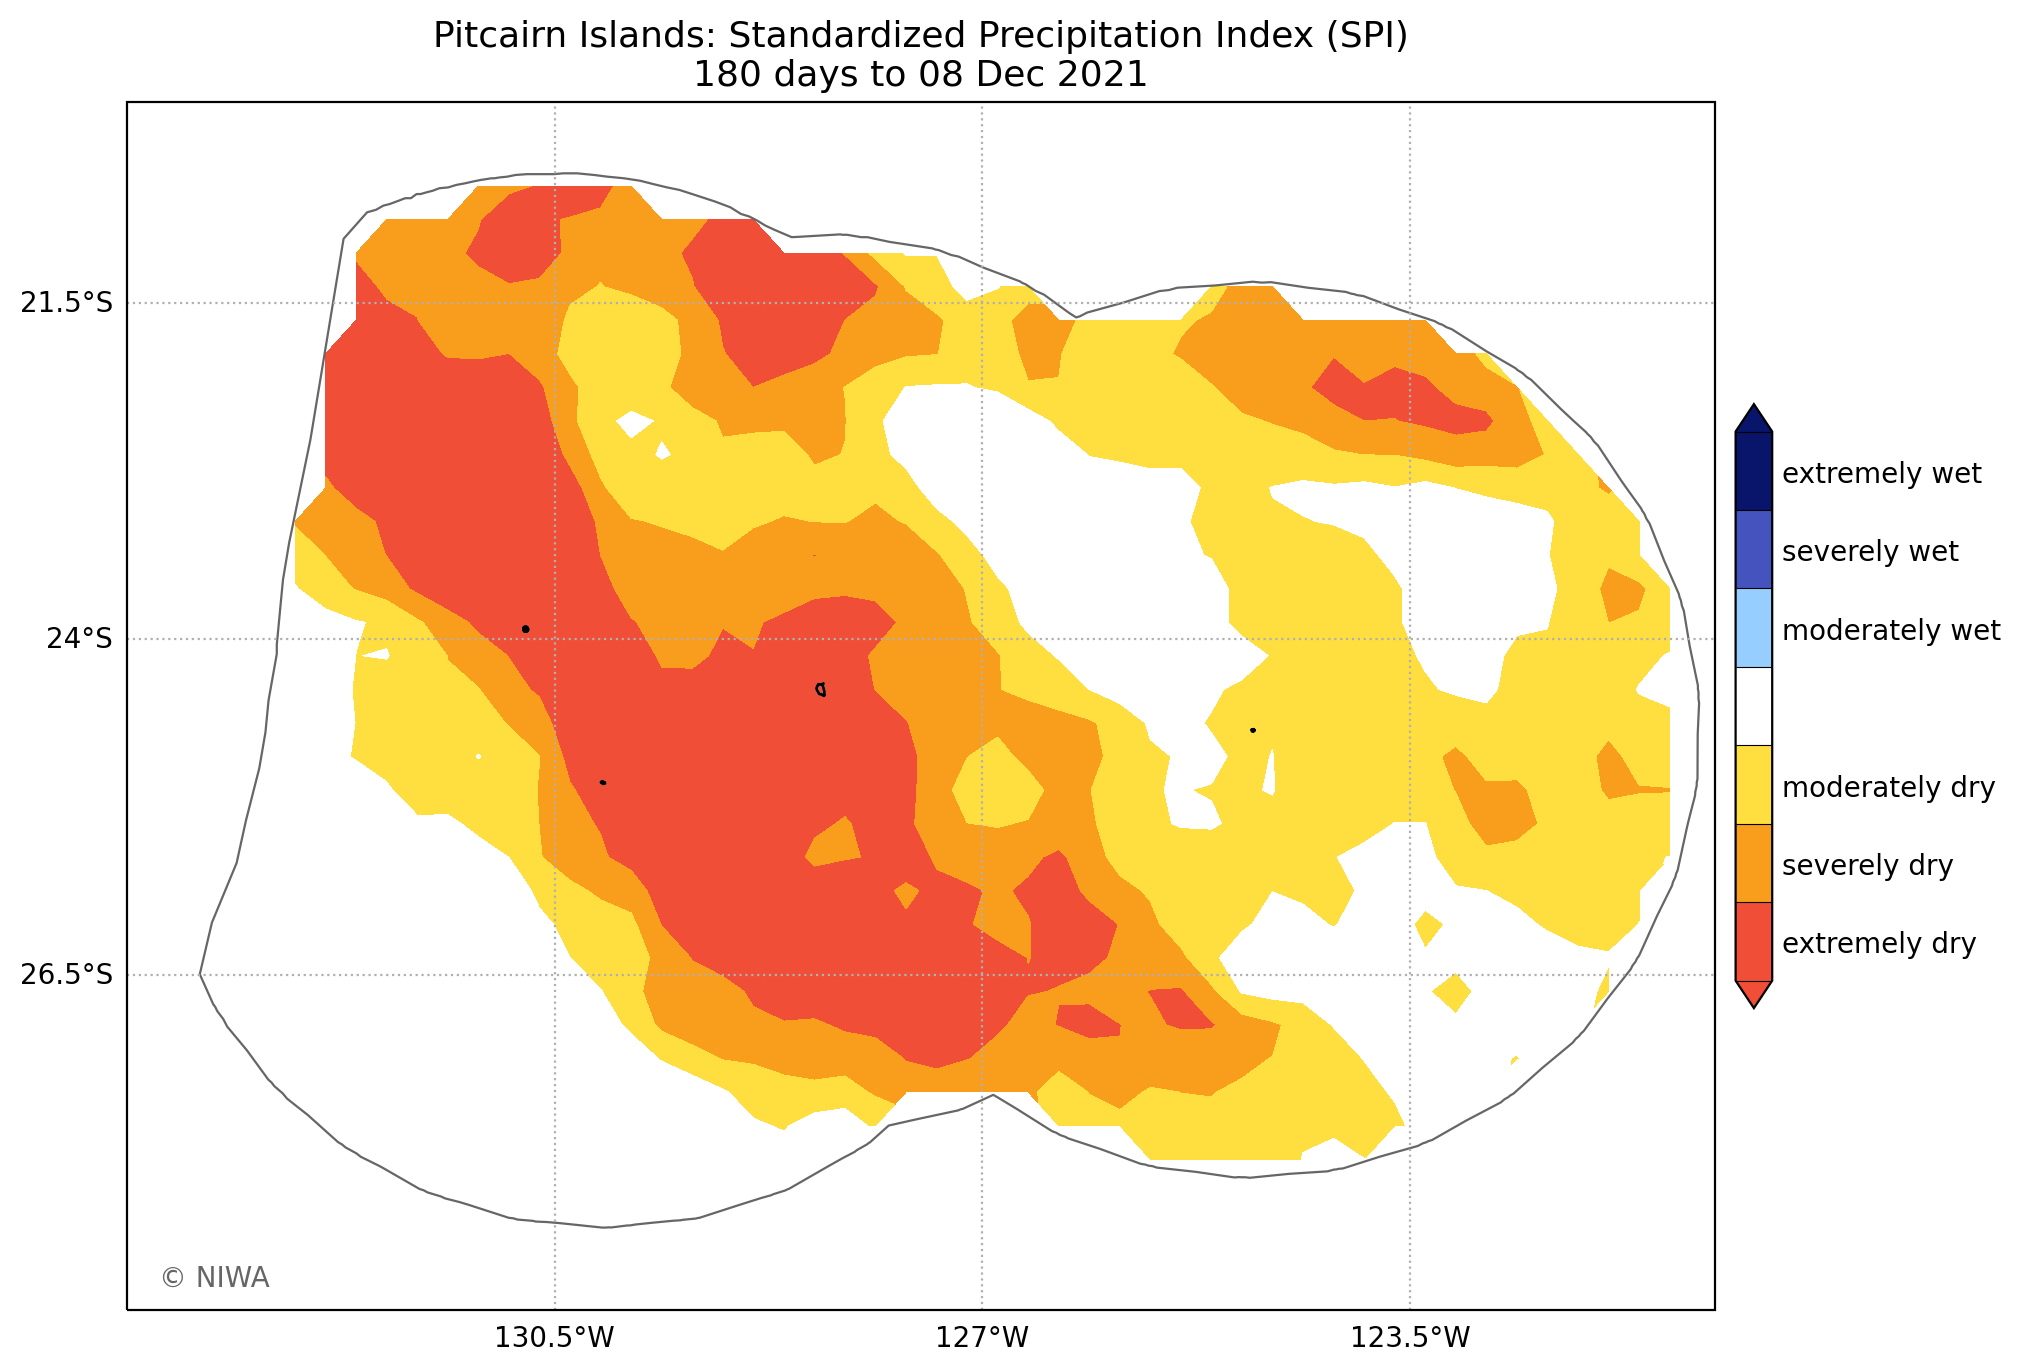 Pitcairn Islands: Standardized Precipitation Index (SPI)
180 days to 08 Dec 2021
21.5°S
24°S
26.5°S
130.5°W
127°W
123.5°W
extremely wet
severely wet
moderately wet
moderately dry
severely dry
extremely dry
© NIWA